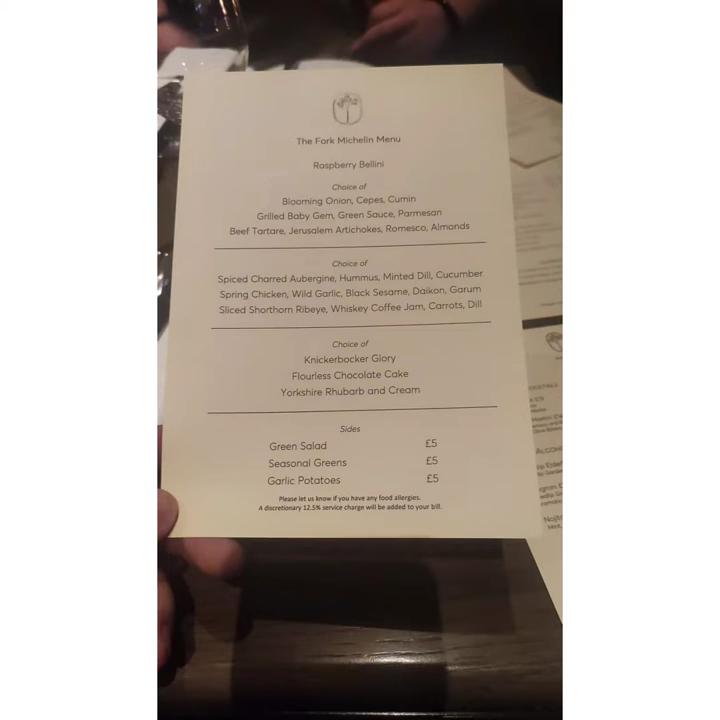 The Fork Michelin Menu
Raspberry Bellini
Choice of
Blooming Onion, Cepes, Cumin
Grilled Baby Gem, Green Sauce, Parmesan
Beef Tartare, Jerusalem Artichokes, Romesco, Almonds
Choice of
Spiced Charred Aubergine, Hummus, Minted Dill, Cucumber
Spring Chicken, Wild Garlic, Black Sesame, Daikon, Garum
Sliced Shorthorn Ribeye, Whiskey Coffee Jam, Carrots, Dill
Choice of
Knickerbocker Glory
Flourless Chocolate Cake
Yorkshire Rhubarb and Cream
Sides
Green Salad £5
Seasonal Greens £5
Garlic Potatoes £5
Please let us know if you have any food allergies.
A discretionary 12.5% service charge will be added to your bill.